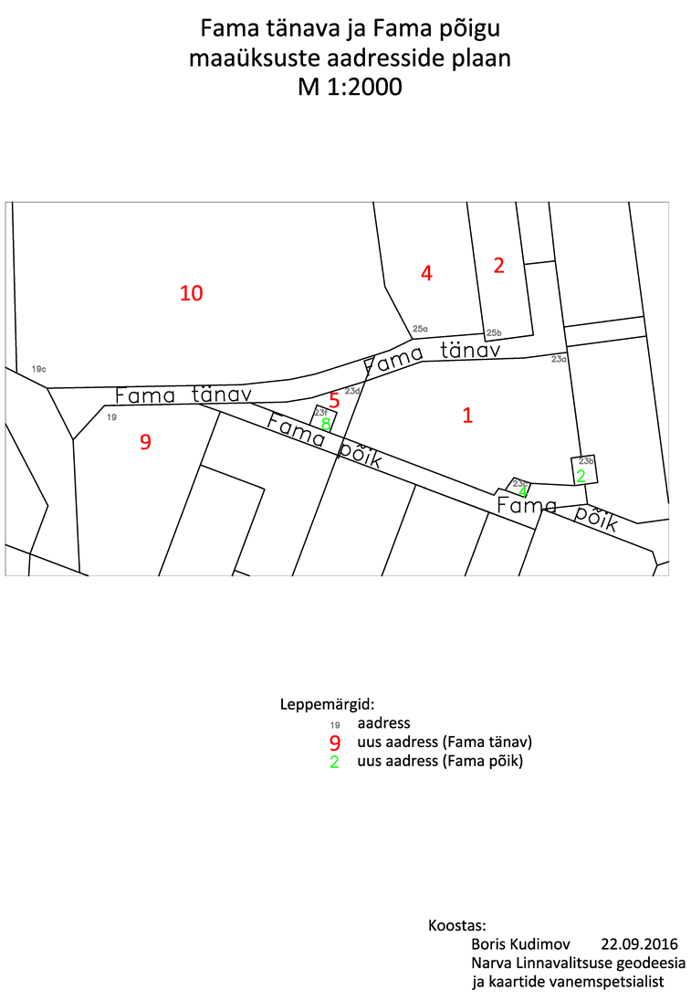 Fama tänava ja Fama põigu
maaüksuste aadresside plaan
M 1:2000
10
4
2
25a
25b
Fama tänav
23a
19c
Fama tänav
23d
5
23f
8
1
19
9
Fama põik
23b
2
23c
4
Fama põik
Leppemärgid:
19 aadress
9 uus aadress (Fama tänav)
2 uus aadress (Fama põik)
Koostas:
Boris Kudimov 22.09.2016
Narva Linnavalitsuse geodeesia
ja kaartide vanemspetsialist